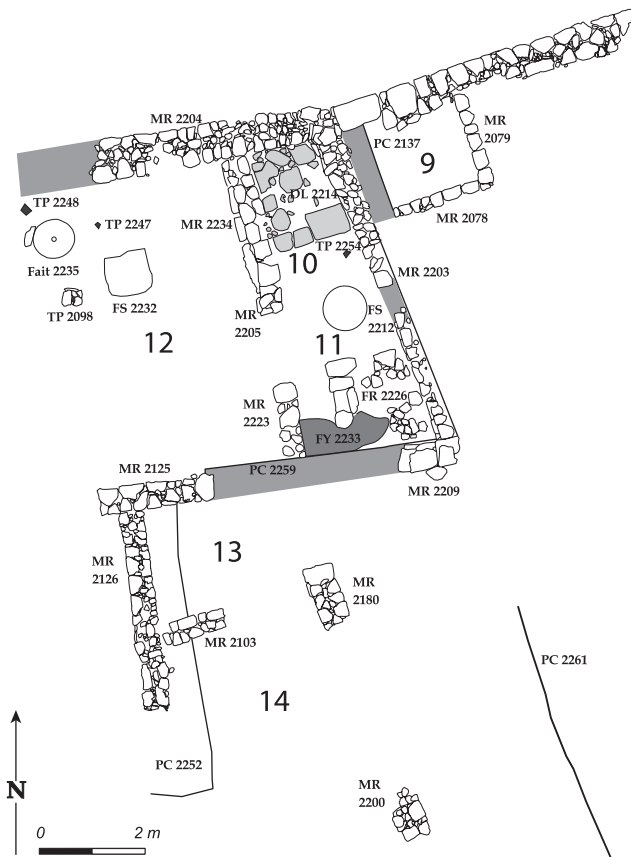 MR 2204
PC 2137
MR
2079
9
TP 2248
DL 2214
TP 2247
MR 2234
MR 2078
TP 2254
Fait 2235
10
MR 2203
TP 2098
FS 2232
MR
2205
FS
2212
12
11
FR 2226
MR
2223
FY 2233
MR 2125
PC 2259
MR
2209
13
MR
2126
MR
2180
MR 2103
PC 2261
14
PC 2252
MR
2200
N
0 2 m